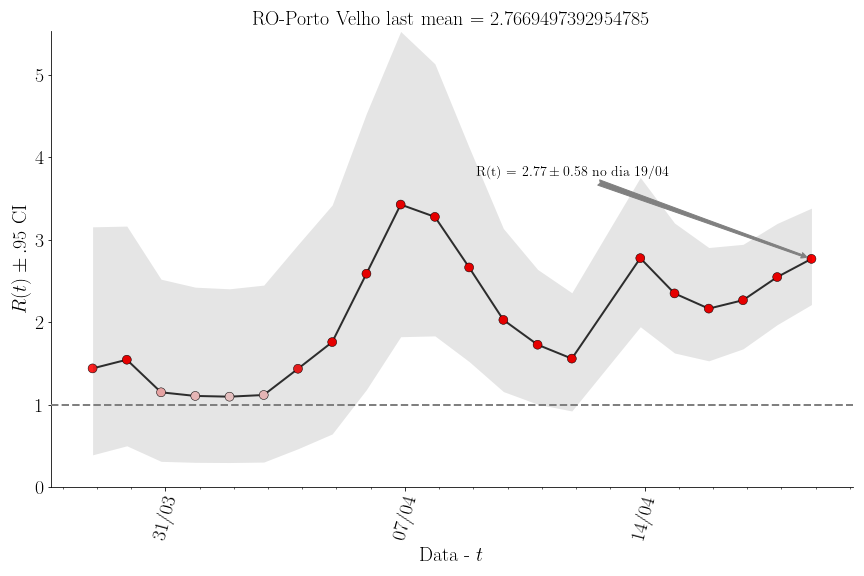 RO-Porto Velho last mean = 2.7669497392954785
5
4
3
2
1
0
R(t) ± .95 CI
R(t) = 2.77 ± 0.58 no dia 19/04
31/03
07/04
14/04
Data - t